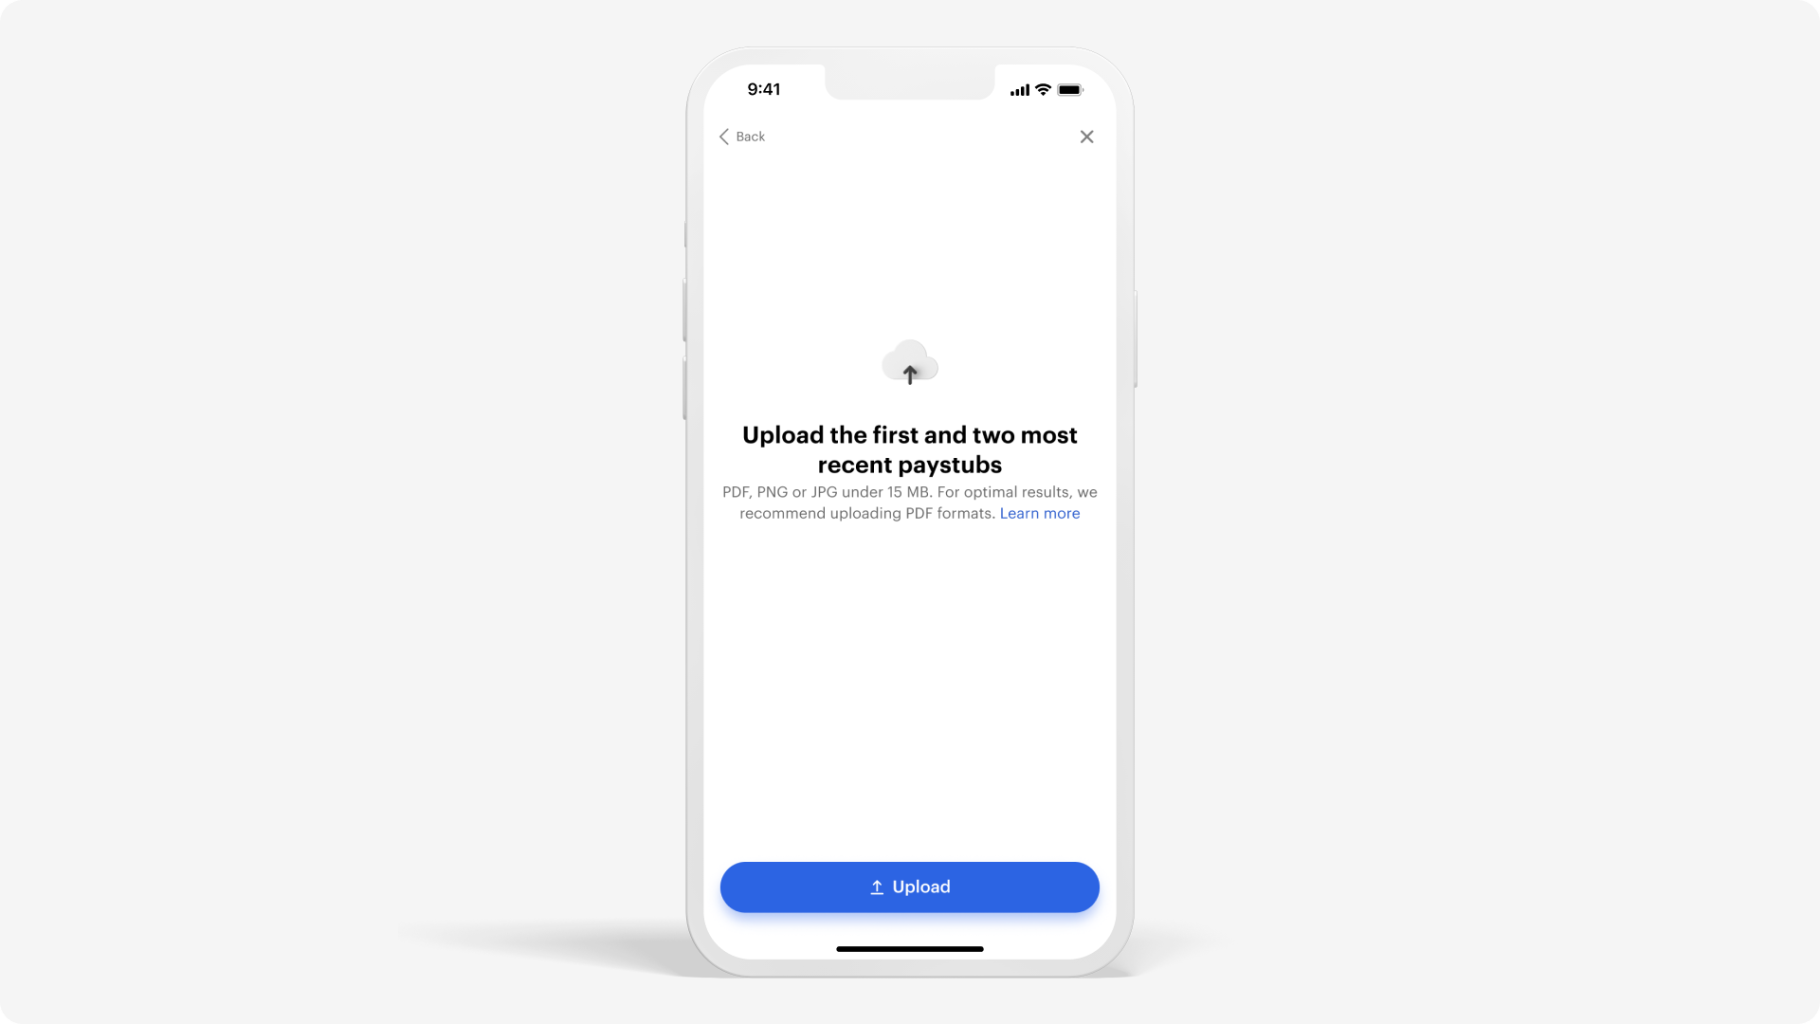 9:41
Back
Upload the first and two most
recent paystubs
PDF, PNG or JPG under 15 MB. For optimal results, we
recommend uploading PDF formats. Learn more
Upload